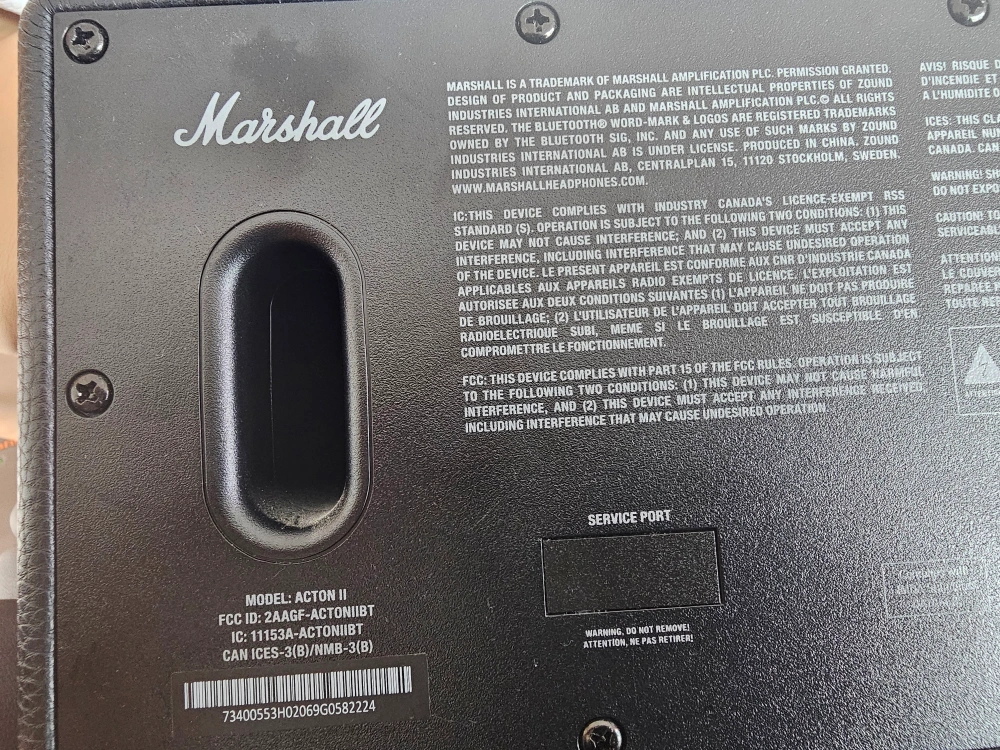 Marshall
MARSHALL IS A TRADEMARK OF MARSHALL AMPLIFICATION PLC. PERMISSION GRANTED.
DESIGN OF PRODUCT AND PACKAGING ARE INTELLECTUAL PROPERTIES OF ZOUND
INDUSTRIES INTERNATIONAL AB AND MARSHALL AMPLIFICATION PLC.© ALL RIGHTS
RESERVED. THE BLUETOOTH® WORD-MARK & LOGOS ARE REGISTERED TRADEMARKS
OWNED BY THE BLUETOOTH SIG, INC. AND ANY USE OF SUCH MARKS BY ZOUND
INDUSTRIES INTERNATIONAL AB IS UNDER LICENSE. PRODUCED IN CHINA. ZOUND
INDUSTRIES INTERNATIONAL AB, CENTRALPLAN 15, 11120 STOCKHOLM, SWEDEN.
WWW.MARSHALLHEADPHONES.COM.
IC:THIS DEVICE COMPLIES WITH INDUSTRY CANADA'S LICENCE-EXEMPT RSS
STANDARD (S). OPERATION IS SUBJECT TO THE FOLLOWING TWO CONDITIONS: (1) THIS
DEVICE MAY NOT CAUSE INTERFERENCE; AND (2) THIS DEVICE MUST ACCEPT ANY
INTERFERENCE, INCLUDING INTERFERENCE THAT MAY CAUSE UNDESIRED OPERATION
OF THE DEVICE. LE PRESENT APPAREIL EST CONFORME AUX CNR D'INDUSTRIE CANADA
APPLICABLES AUX APPAREILS RADIO EXEMPTS DE LICENCE. L'EXPLOITATION EST
AUTORISEE AUX DEUX CONDITIONS SUIVANTES (1) L'APPAREIL NE DOIT PAS PRODUIRE
DE BROUILLAGE; (2) L'UTILISATEUR DE L'APPAREIL DOIT ACCEPTER TOUT BROUILLAGE
RADIOELECTRIQUE SUBI, MEME SI LE BROUILLAGE EST SUSCEPTIBLE D'EN
COMPROMETTRE LE FONCTIONNEMENT.
FCC: THIS DEVICE COMPLIES WITH PART 15 OF THE FCC RULES. OPERATION IS SUBJECT
TO THE FOLLOWING TWO CONDITIONS: (1) THIS DEVICE MAY NOT CAUSE HARMFUL
INTERFERENCE, AND (2) THIS DEVICE MUST ACCEPT ANY INTERFERENCE RECEIVED
INCLUDING INTERFERENCE THAT MAY CAUSE UNDESIRED OPERATION
AVIS! RISQUE D
D'INCENDIE ET
A L'HUMIDITE O
ICES: THIS CLA
APPAREIL NU
CANADA. CAN
WARNING! SH
DO NOT EXPO
CAUTION! TO
SERVICEABL
ATTENTION
LE COUVER
REPAREE P
TOUTE RE
SERVICE PORT
WARNING, DO NOT REMOVE!
ATTENTION, NE PAS RETIRER!
MODEL: ACTON II
FCC ID: 2AAGF-ACTONIIBT
IC: 11153A-ACTONIIBT
CAN ICES-3(B)/NMB-3(B)
73400553H02069G0582224